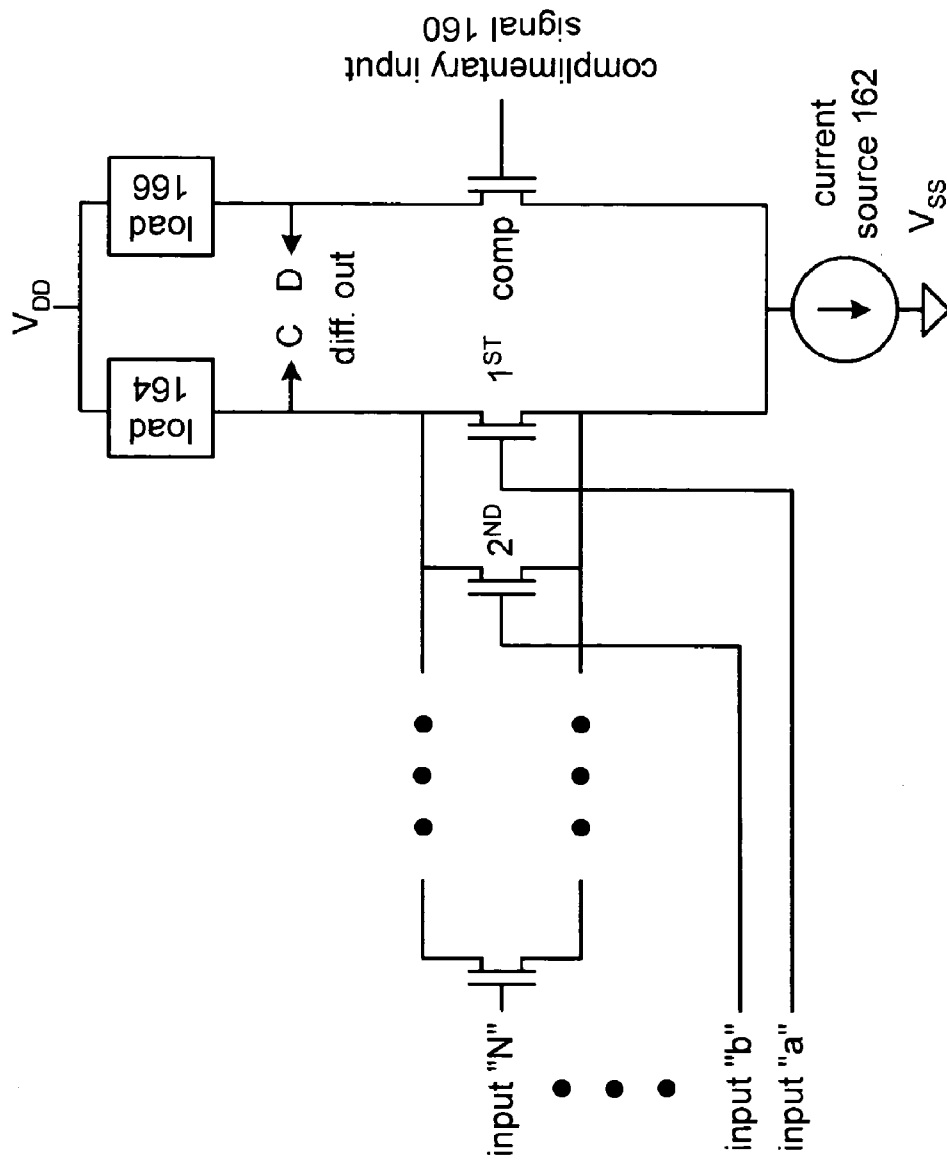 V_DD
load
164
load
166
C D
diff. out
complimentary input
signal 160
1ST
2ND
comp
current
source 162
V_SS
input "N"
input "b"
input "a"